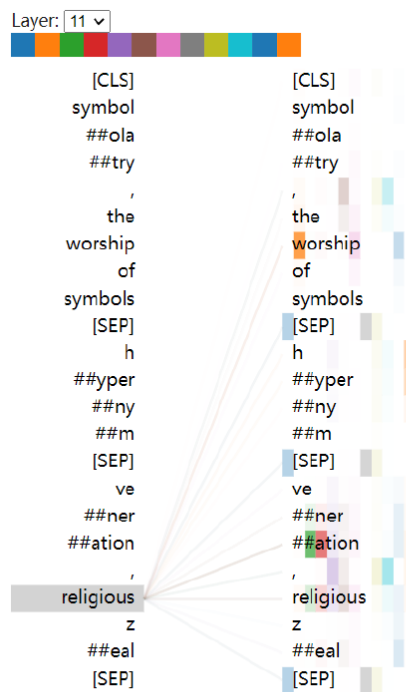 Layer: 11
[CLS] [CLS]
symbol symbol
##ola ##ola
##try ##try
, ,
the the
worship worship
of of
symbols symbols
[SEP] [SEP]
h h
##yper ##yper
##ny ##ny
##m ##m
[SEP] [SEP]
ve ve
##ner ##ner
##ation ##ation
, ,
religious religious
z z
##eal ##eal
[SEP] [SEP]